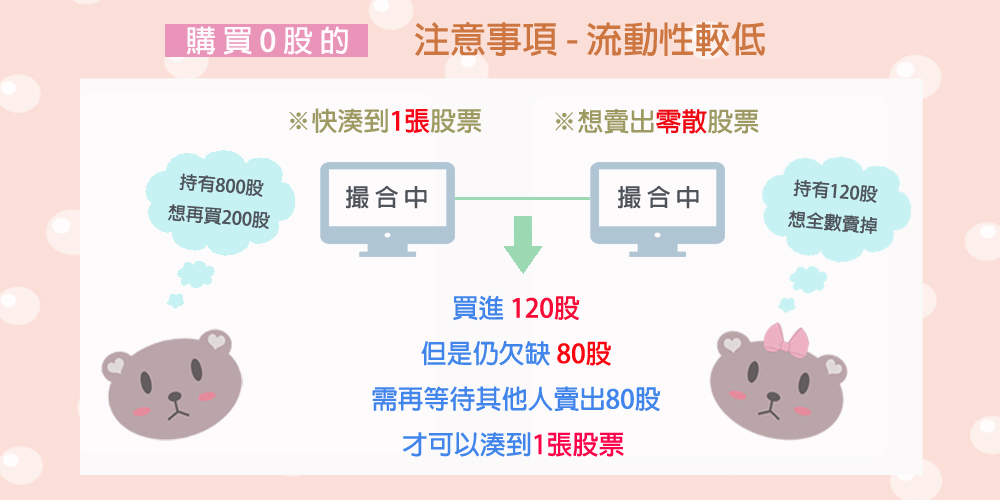 購買0股的 注意事項 - 流動性較低
※快湊到1張股票
※想賣出零散股票
持有800股
想再買200股
撮合中
撮合中
持有120股
想全數賣掉
買進 120股
但是仍欠缺 80股
需再等待其他人賣出80股
才可以湊到1張股票